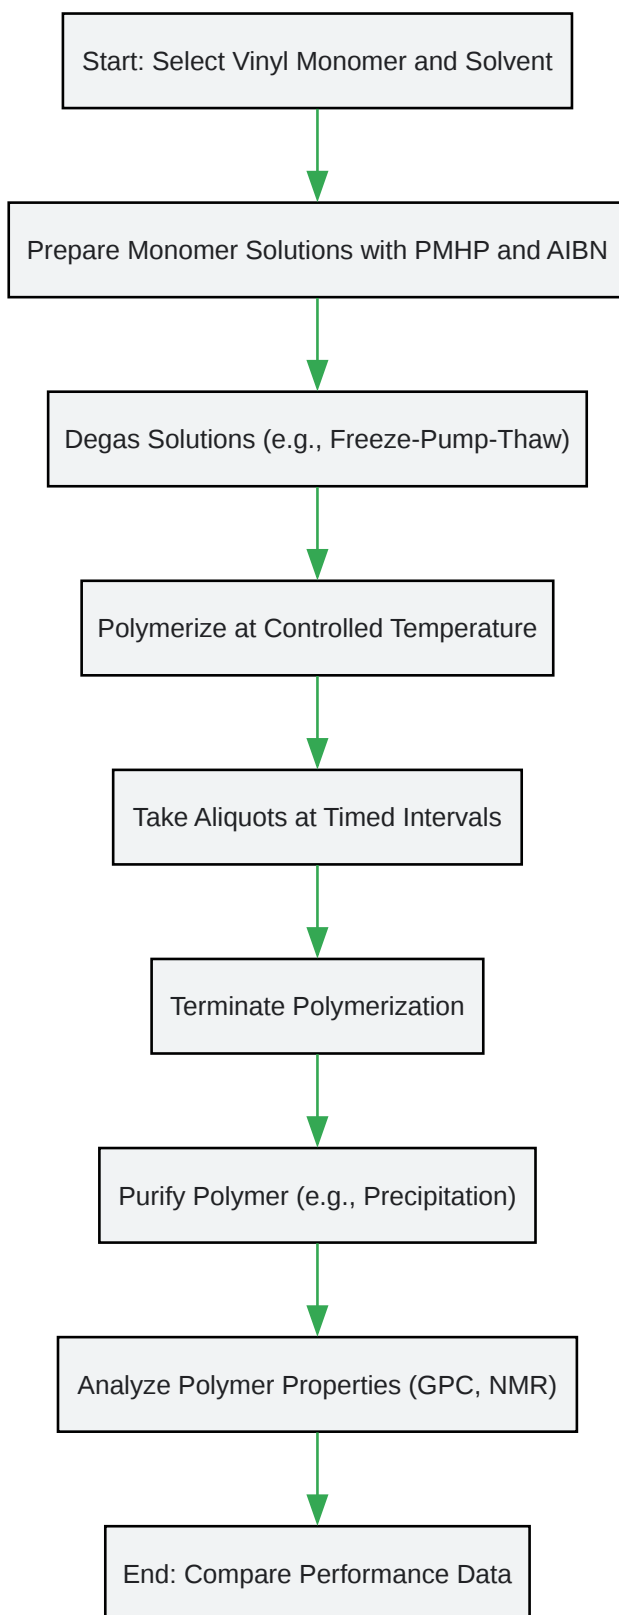 Start: Select Vinyl Monomer and Solvent
Prepare Monomer Solutions with PMHP and AIBN
Degas Solutions (e.g., Freeze-Pump-Thaw)
Polymerize at Controlled Temperature
Take Aliquots at Timed Intervals
Terminate Polymerization
Purify Polymer (e.g., Precipitation)
Analyze Polymer Properties (GPC, NMR)
End: Compare Performance Data